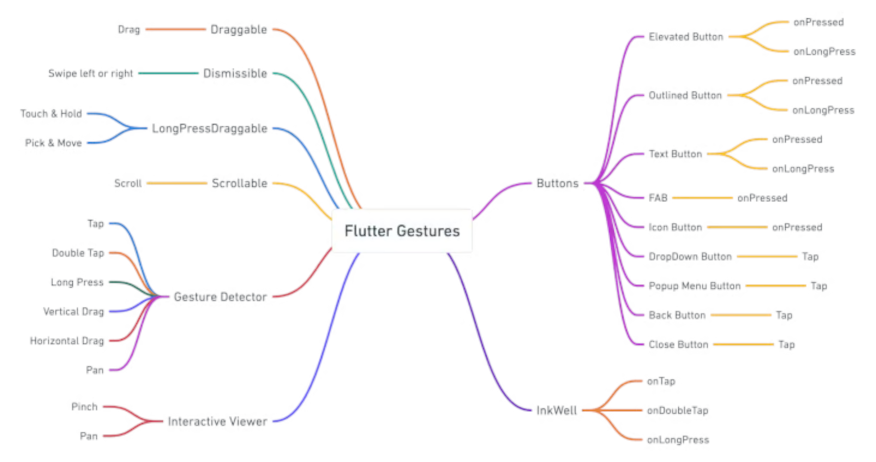 Flutter Gestures
Draggable
Drag
Dismissible
Swipe left or right
LongPressDraggable
Touch & Hold
Pick & Move
Scrollable
Scroll
Gesture Detector
Tap
Double Tap
Long Press
Vertical Drag
Horizontal Drag
Pan
Interactive Viewer
Pinch
Pan
Buttons
Elevated Button
onPressed
onLongPress
Outlined Button
onPressed
onLongPress
Text Button
onPressed
onLongPress
FAB
onPressed
Icon Button
onPressed
DropDown Button
Tap
Popup Menu Button
Tap
Back Button
Tap
Close Button
Tap
InkWell
onTap
onDoubleTap
onLongPress